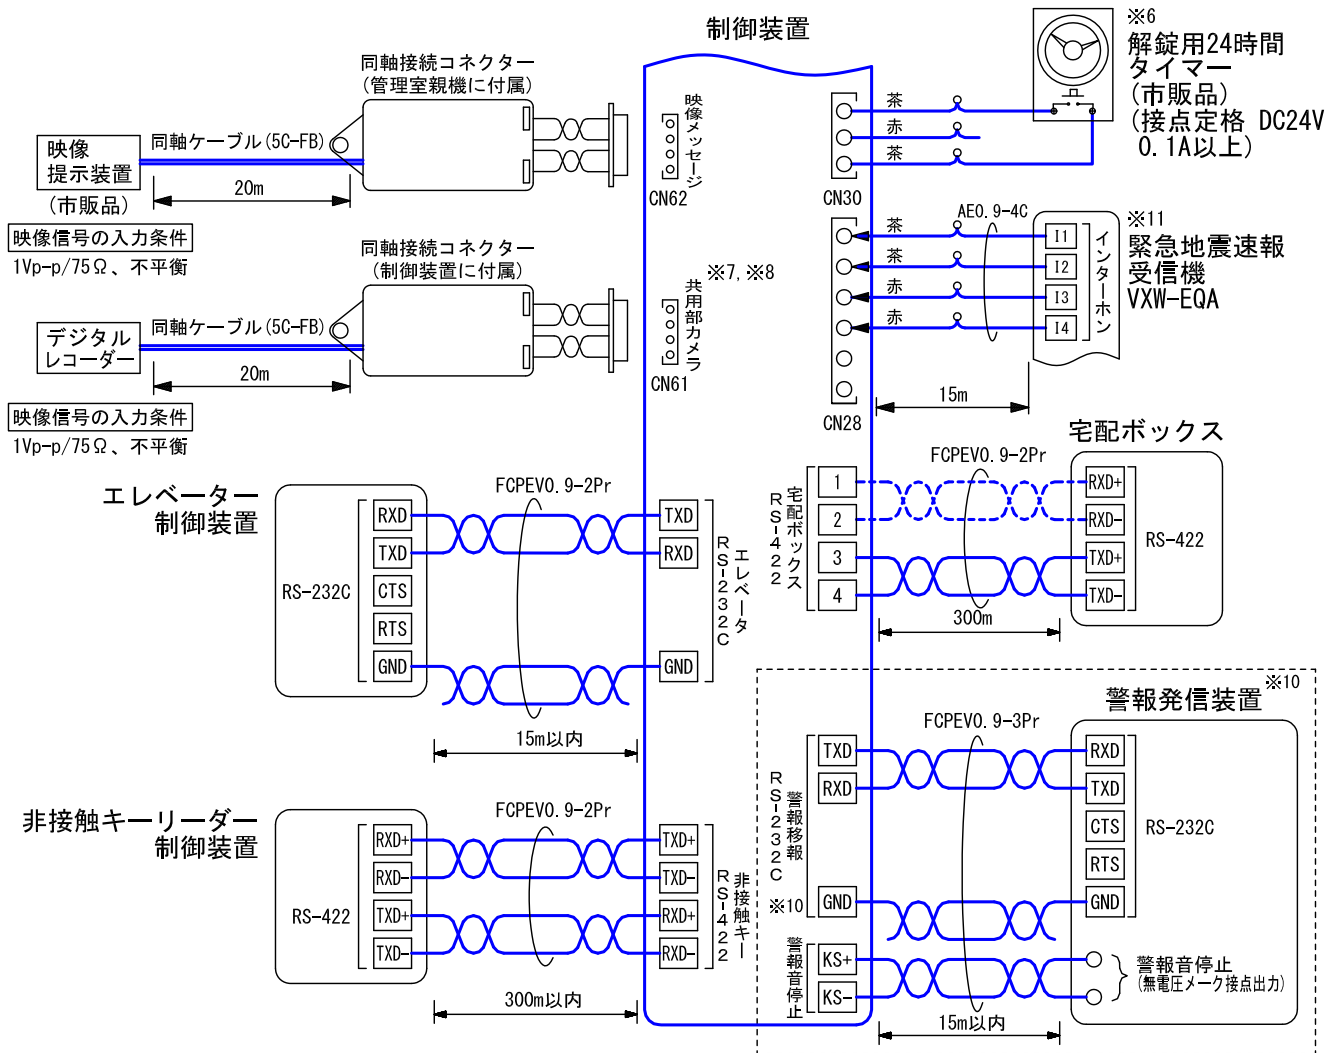 制御装置
※6
解錠用24時間
タイマー
(市販品)
(接点定格 DC24V
0.1A以上)
同軸接続コネクター
(管理室親機に付属)
映像
提示装置
(市販品)
同軸ケーブル(5C-FB)
20m
映像信号の入力条件
1Vp-p/75Ω、不平衡
映像メッセージ
CN62
茶
赤
茶
CN30
同軸接続コネクター
(制御装置に付属)
デジタル
レコーダー
同軸ケーブル(5C-FB)
20m
映像信号の入力条件
1Vp-p/75Ω、不平衡
※7,※8
共用部カメラ
CN61
茶
茶
赤
赤
CN28
AE0.9-4C
I1
I2
I3
I4
インターホン
15m
※11
緊急地震速報
受信機
VXW-EQA
エレベーター
制御装置
RS-232C
RXD
TXD
CTS
RTS
GND
FCPEV0.9-2Pr
15m以内
TXD
RXD
GND
エレベータ
RS-232C
宅配ボックス
RS-422
1
2
3
4
FCPEV0.9-2Pr
300m
宅配ボックス
RXD+
RXD-
TXD+
TXD-
RS-422
非接触キーリーダー
制御装置
RS-422
RXD+
RXD-
TXD+
TXD-
FCPEV0.9-2Pr
300m以内
TXD+
TXD-
RXD+
RXD-
非接触キー
RS-422
警報移報
RS-232C
※10
TXD
RXD
GND
警報音停止
KS+
KS-
FCPEV0.9-3Pr
15m以内
警報発信装置
※10
RXD
TXD
CTS
RTS
GND
RS-232C
警報音停止
(無電圧メーク接点出力)